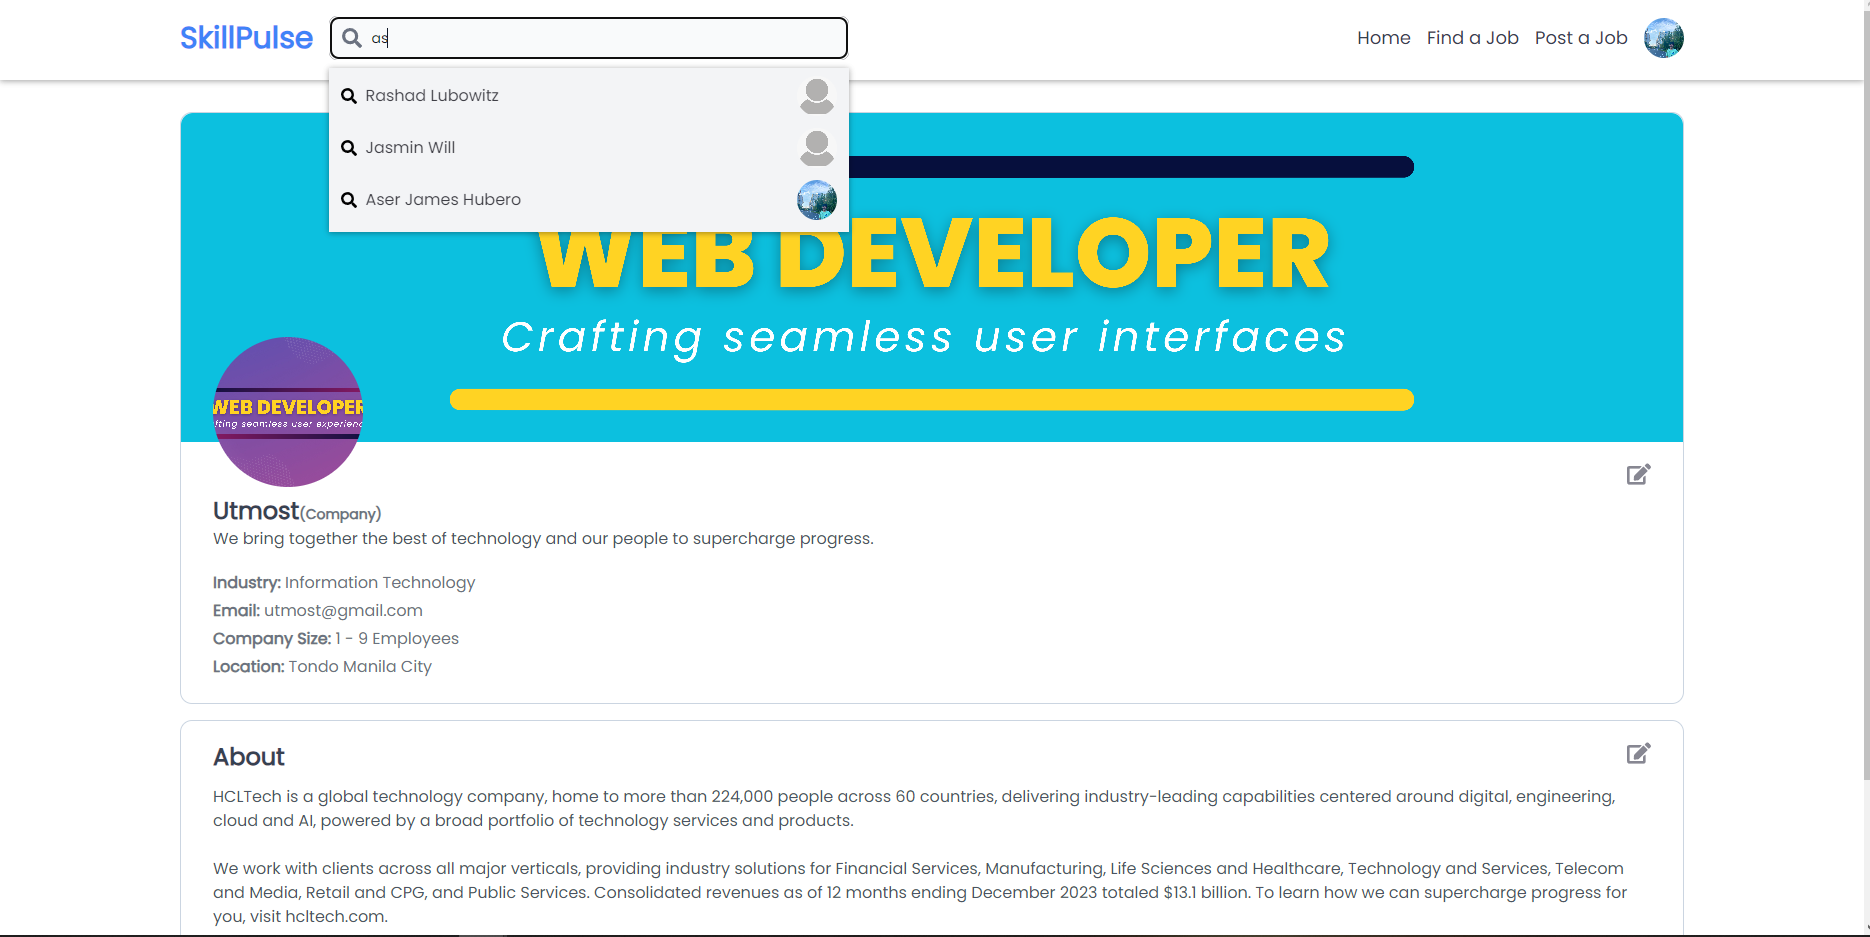 SkillPulse
as
Home
Find a Job
Post a Job
Rashad Lubowitz
Jasmin Will
Aser James Hubero
WEB DEVELOPER
Crafting seamless user interfaces
WEB DEVELOPER
fting seamless user experienc
Utmost(Company)
We bring together the best of technology and our people to supercharge progress.
Industry: Information Technology
Email: utmost@gmail.com
Company Size: 1 - 9 Employees
Location: Tondo Manila City
About
HCLTech is a global technology company, home to more than 224,000 people across 60 countries, delivering industry-leading capabilities centered around digital, engineering,
cloud and AI, powered by a broad portfolio of technology services and products.
We work with clients across all major verticals, providing industry solutions for Financial Services, Manufacturing, Life Sciences and Healthcare, Technology and Services, Telecom
and Media, Retail and CPG, and Public Services. Consolidated revenues as of 12 months ending December 2023 totaled $13.1 billion. To learn how we can supercharge progress for
you, visit hcltech.com.